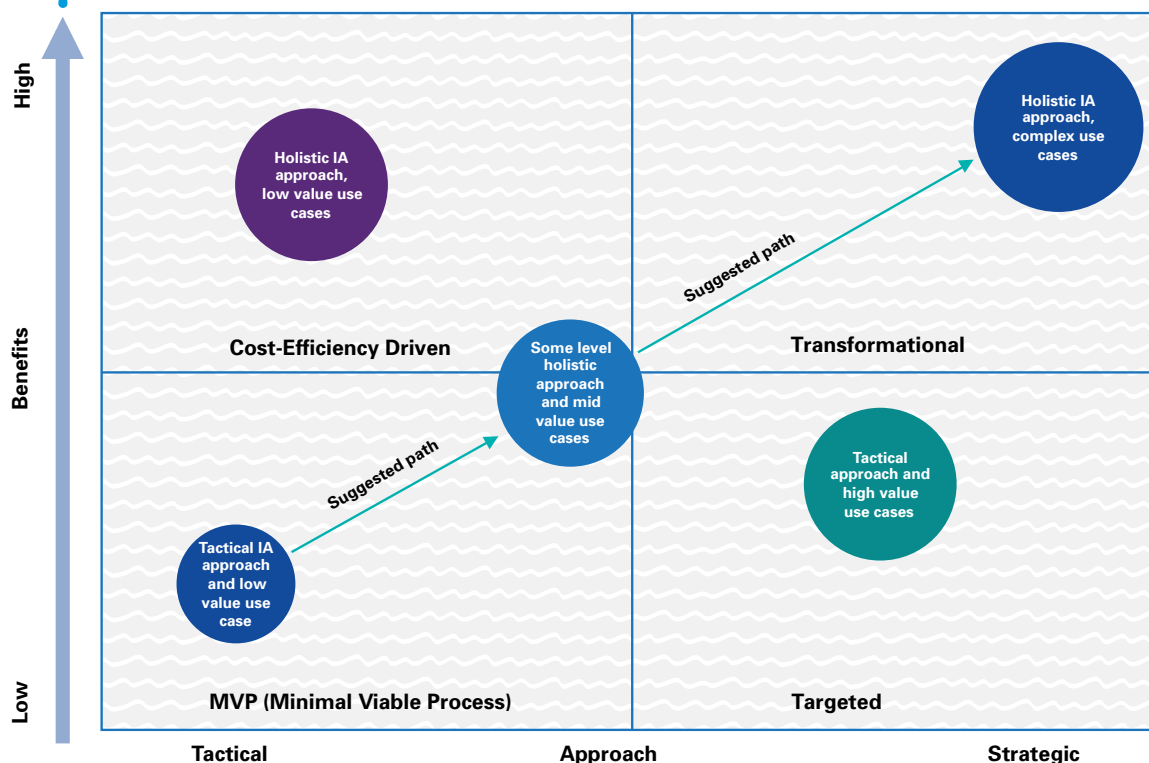 High
Holistic IA
approach,
complex use
cases
Holistic IA
approach,
low value use
cases
Suggested path
Cost-Efficiency Driven
Transformational
Benefits
Some level
holistic
approach
and mid
value use
cases
Suggested path
Tactical
approach and
high value
use cases
Tactical IA
approach
and low
value use
case
Low
MVP (Minimal Viable Process)
Targeted
Tactical
Approach
Strategic